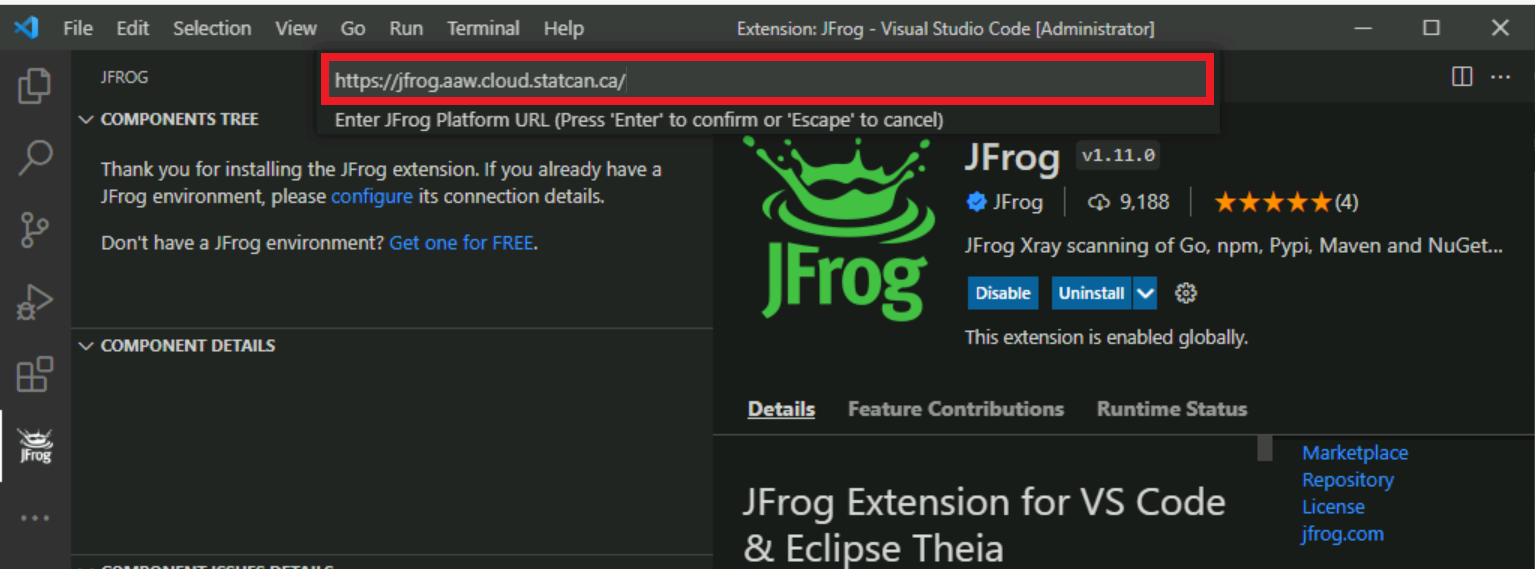 File Edit Selection View Go Run Terminal Help Extension: JFrog - Visual Studio Code [Administrator]
JFROG
https://jfrog.aaw.cloud.statcan.ca/
Enter JFrog Platform URL (Press 'Enter' to confirm or 'Escape' to cancel)
COMPONENTS TREE
Thank you for installing the JFrog extension. If you already have a
JFrog environment, please configure its connection details.
Don't have a JFrog environment? Get one for FREE.
COMPONENT DETAILS
COMPONENT ISSUES DETAILS
JFrog
JFrog
JFrog v1.11.0
JFrog 9,188 (4)
JFrog Xray scanning of Go, npm, Pypi, Maven and NuGet...
Disable Uninstall
This extension is enabled globally.
Details Feature Contributions Runtime Status
JFrog Extension for VS Code
& Eclipse Theia
Marketplace
Repository
License
jfrog.com